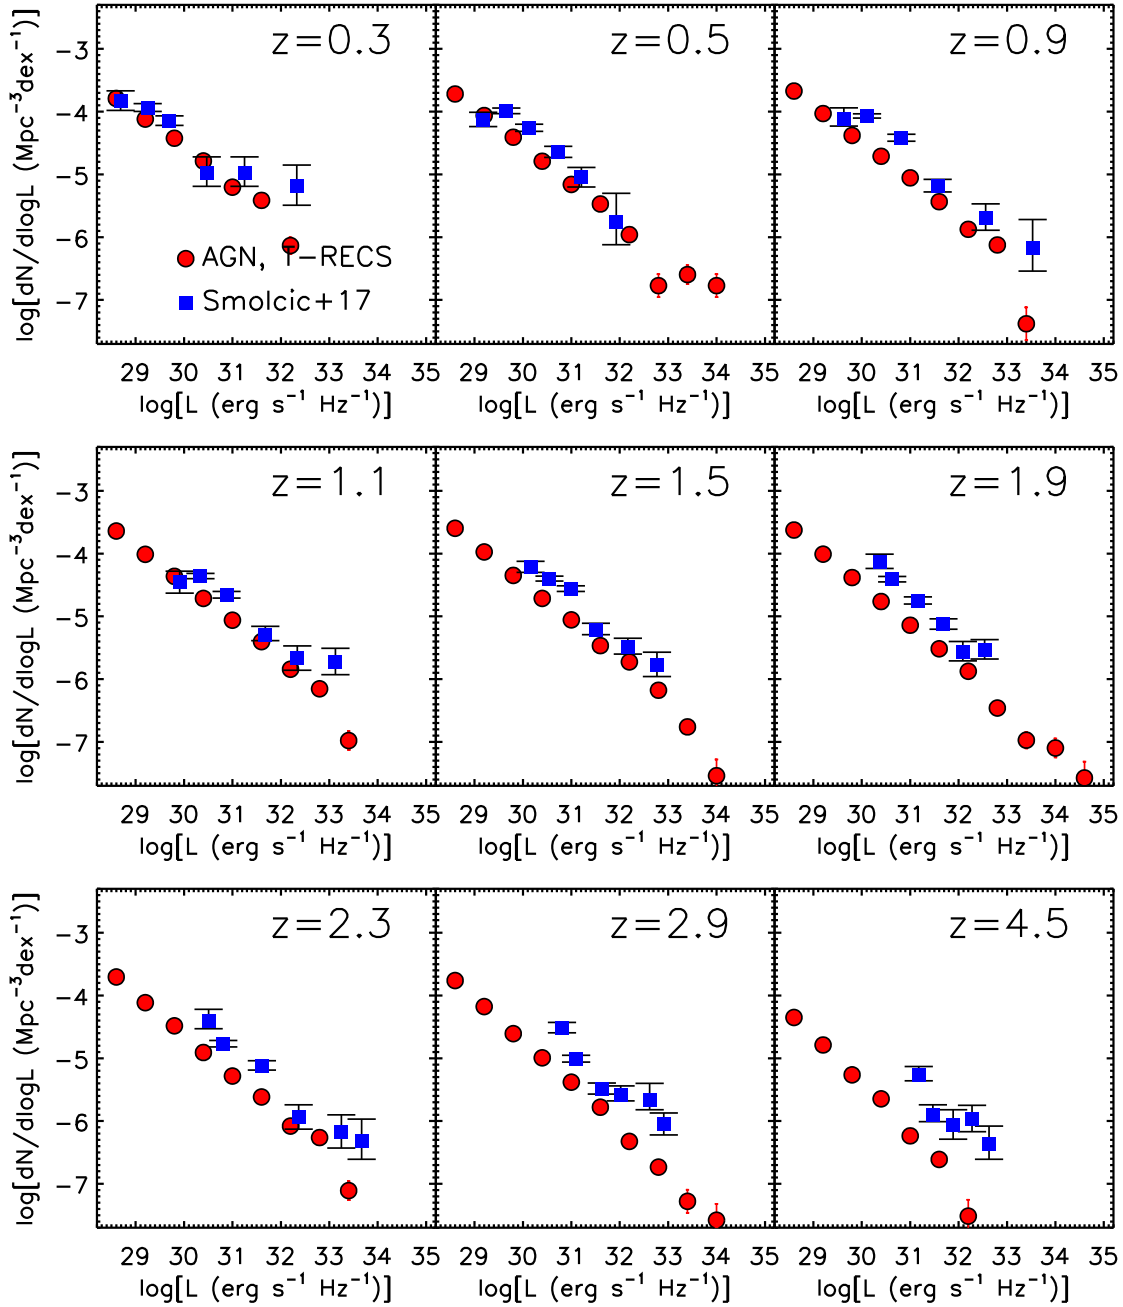 z=0.3 z=0.5 z=0.9
log[dN/dlogL (Mpc⁻³dex⁻¹)]
−3
−4
−5
−6
−7
AGN, T−RECS
Smolcic+17
29 30 31 32 33 34 35 29 30 31 32 33 34 35 29 30 31 32 33 34 35
log[L (erg s⁻¹ Hz⁻¹)] log[L (erg s⁻¹ Hz⁻¹)] log[L (erg s⁻¹ Hz⁻¹)]
z=1.1 z=1.5 z=1.9
log[dN/dlogL (Mpc⁻³dex⁻¹)]
−3
−4
−5
−6
−7
29 30 31 32 33 34 35 29 30 31 32 33 34 35 29 30 31 32 33 34 35
log[L (erg s⁻¹ Hz⁻¹)] log[L (erg s⁻¹ Hz⁻¹)] log[L (erg s⁻¹ Hz⁻¹)]
z=2.3 z=2.9 z=4.5
log[dN/dlogL (Mpc⁻³dex⁻¹)]
−3
−4
−5
−6
−7
29 30 31 32 33 34 35 29 30 31 32 33 34 35 29 30 31 32 33 34 35
log[L (erg s⁻¹ Hz⁻¹)] log[L (erg s⁻¹ Hz⁻¹)] log[L (erg s⁻¹ Hz⁻¹)]